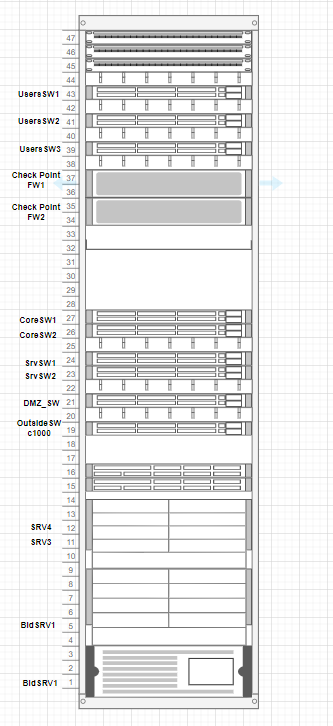 47
46
45
44
UsersSW1 43
42
UsersSW2 41
40
UsersSW3 39
38
Check Point 37
FW1 36
Check Point 35
FW2 34
33
32
31
30
29
28
CoreSW1 27
CoreSW2 26
25
SrvSW1 24
SrvSW2 23
22
DMZ_SW 21
20
OutsideSW 19
c1000
18
17
16
15
14
13
SRV4 12
SRV3 11
10
9
8
7
6
BldSRV1 5
4
3
2
BldSRV1 1